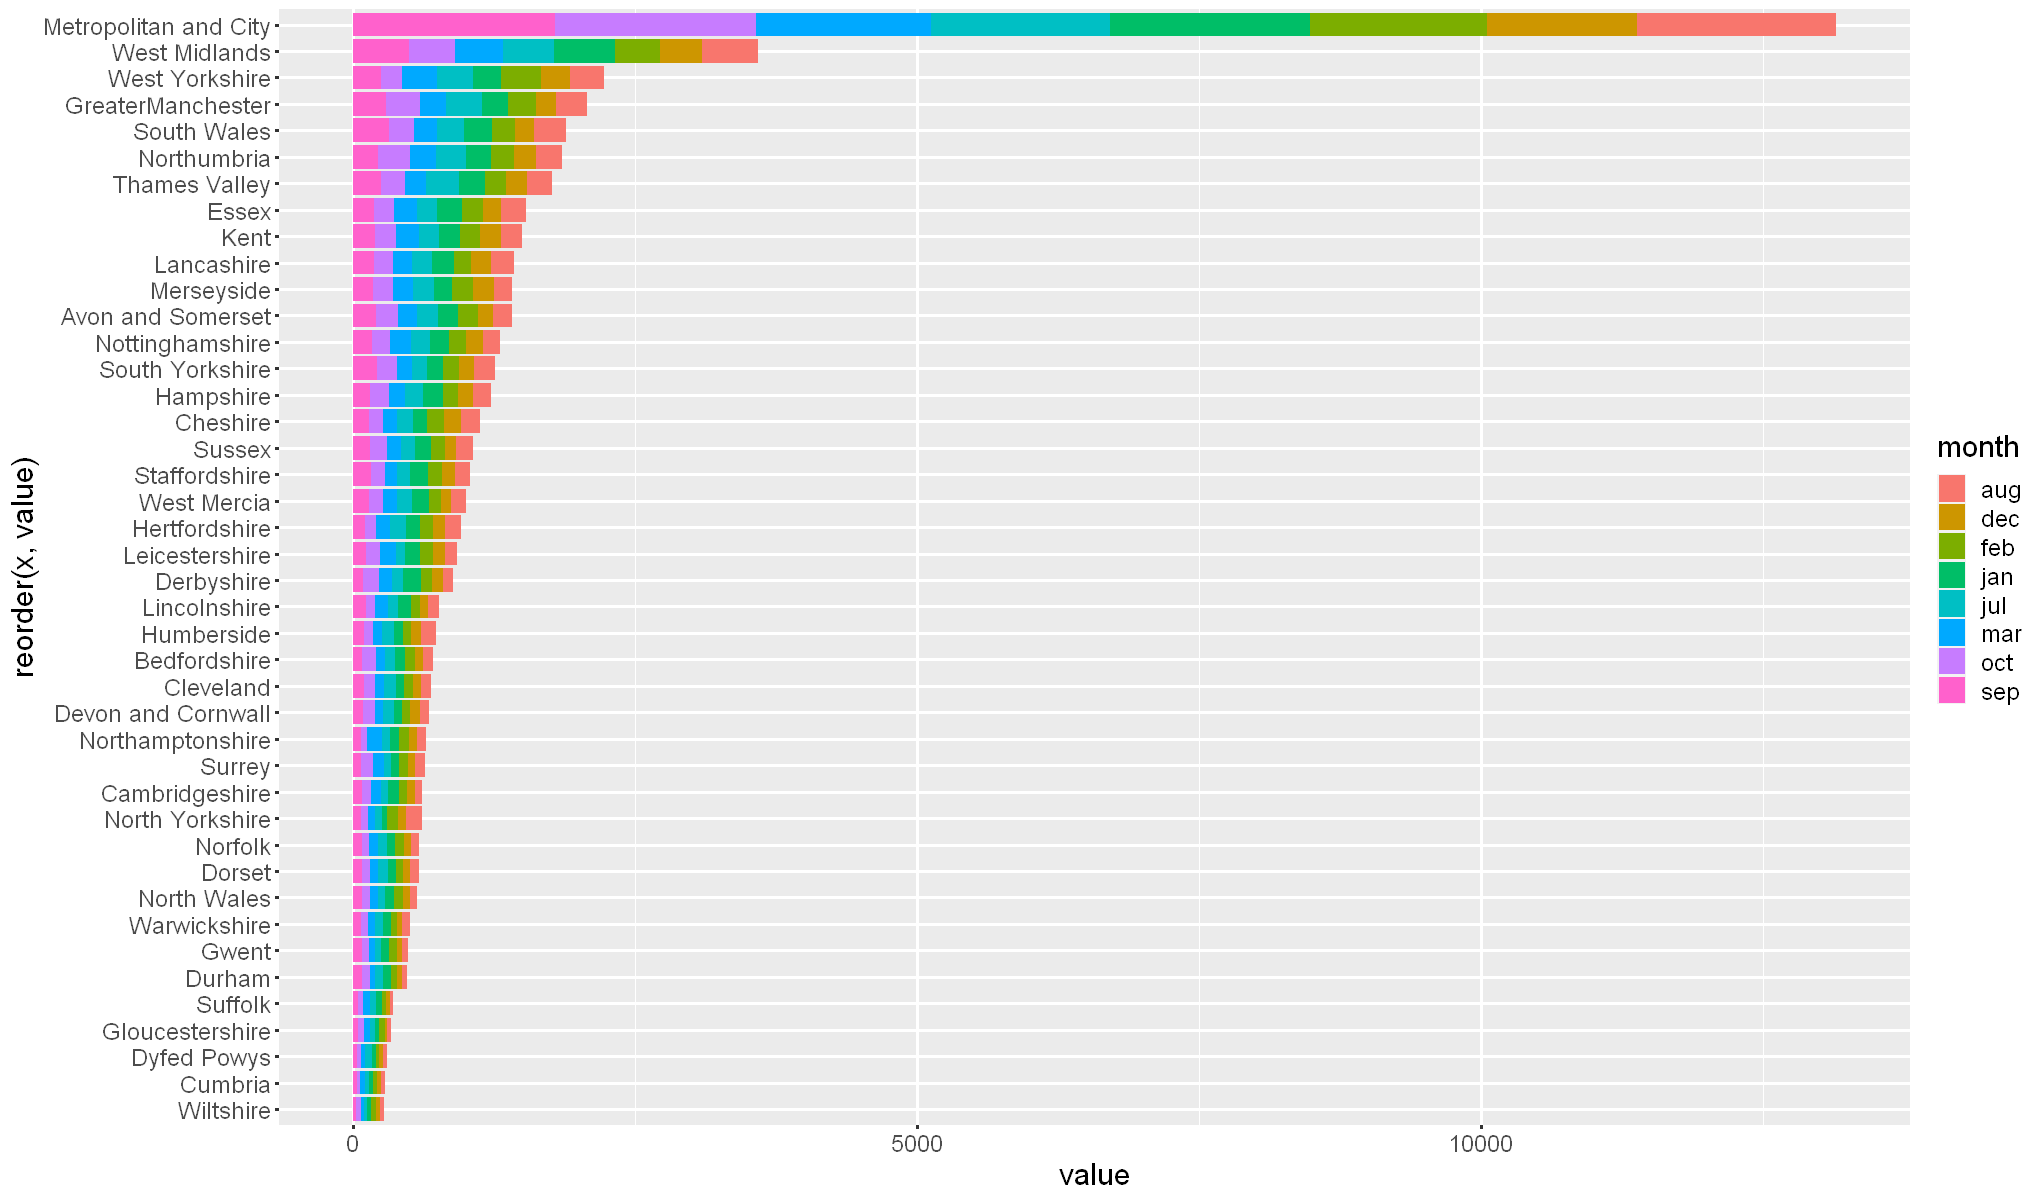 Metropolitan and City
West Midlands
West Yorkshire
GreaterManchester
South Wales
Northumbria
Thames Valley
Essex
Kent
Lancashire
Merseyside
Avon and Somerset
Nottinghamshire
South Yorkshire
Hampshire
Cheshire
Sussex
Staffordshire
West Mercia
Hertfordshire
Leicestershire
Derbyshire
Lincolnshire
Humberside
Bedfordshire
Cleveland
Devon and Cornwall
Northamptonshire
Surrey
Cambridgeshire
North Yorkshire
Norfolk
Dorset
North Wales
Warwickshire
Gwent
Durham
Suffolk
Gloucestershire
Dyfed Powys
Cumbria
Wiltshire
reorder(x, value)
0 5000 10000
value
month
aug
dec
feb
jan
jul
mar
oct
sep